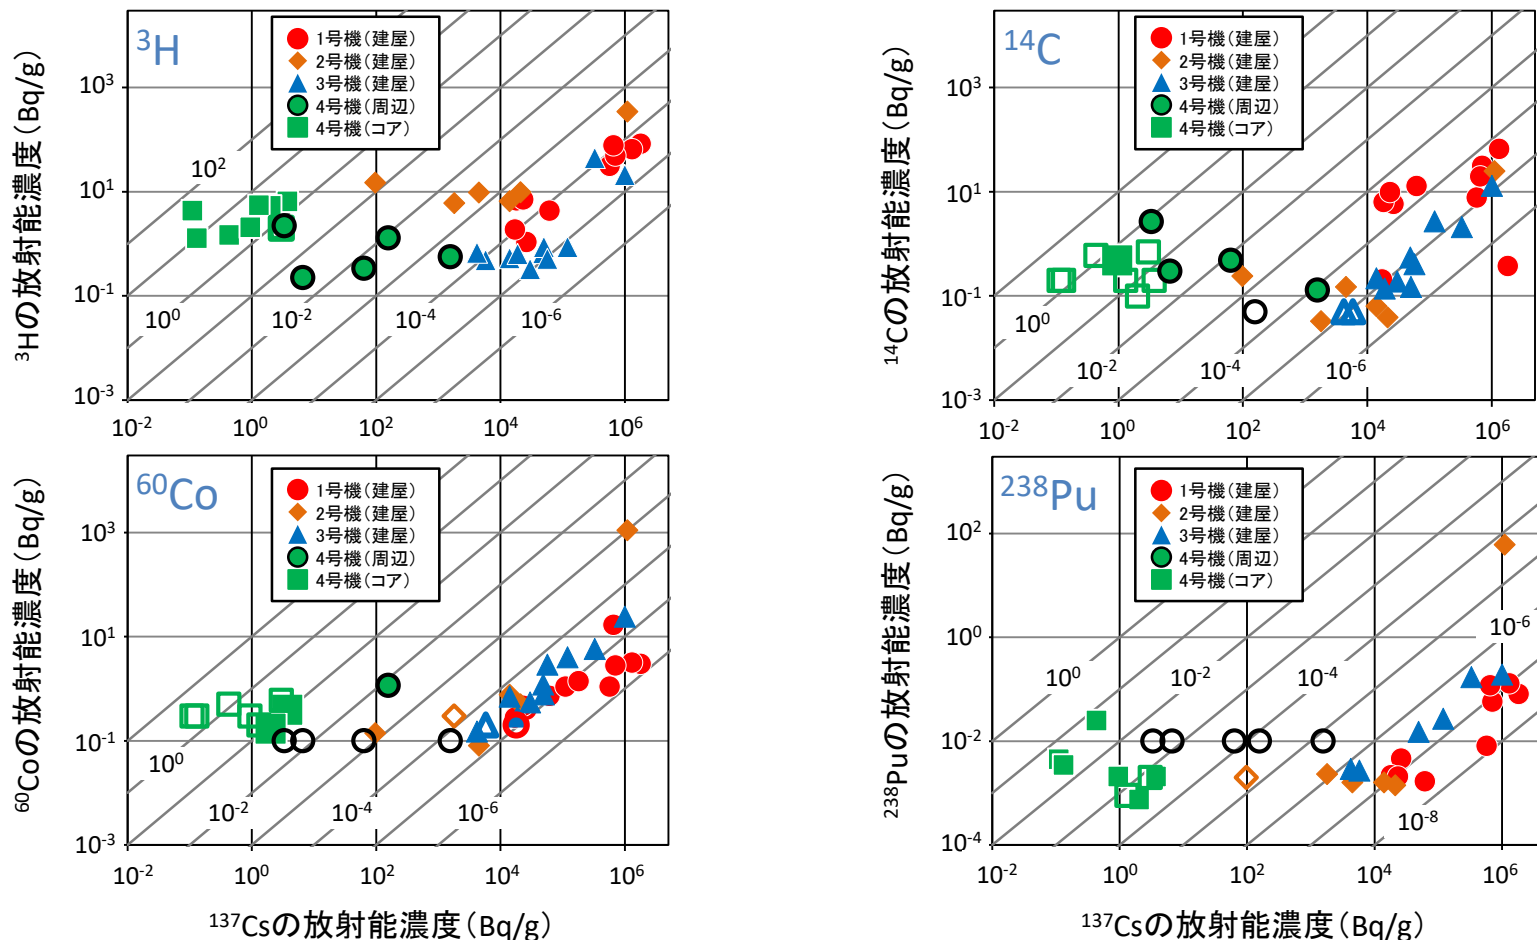 ³Hの放射能濃度(Bq/g)
³H
1号機(建屋)
2号機(建屋)
3号機(建屋)
4号機(周辺)
4号機(コア)
10³
10¹
10⁻¹
10⁻³
10²
10⁰
10⁻²
10⁻⁴
10⁻⁶
10⁻² 10⁰ 10² 10⁴ 10⁶
¹⁴Cの放射能濃度(Bq/g)
¹⁴C
1号機(建屋)
2号機(建屋)
3号機(建屋)
4号機(周辺)
4号機(コア)
10³
10¹
10⁻¹
10⁻³
10⁰
10⁻²
10⁻⁴
10⁻⁶
10⁻² 10⁰ 10² 10⁴ 10⁶
⁶⁰Coの放射能濃度(Bq/g)
⁶⁰Co
1号機(建屋)
2号機(建屋)
3号機(建屋)
4号機(周辺)
4号機(コア)
10³
10¹
10⁻¹
10⁻³
10⁰
10⁻²
10⁻⁴
10⁻⁶
10⁻² 10⁰ 10² 10⁴ 10⁶
¹³⁷Csの放射能濃度(Bq/g)
²³⁸Puの放射能濃度(Bq/g)
²³⁸Pu
1号機(建屋)
2号機(建屋)
3号機(建屋)
4号機(周辺)
4号機(コア)
10²
10⁰
10⁻²
10⁻⁴
10⁰
10⁻²
10⁻⁴
10⁻⁶
10⁻⁸
10⁻² 10⁰ 10² 10⁴ 10⁶
¹³⁷Csの放射能濃度(Bq/g)